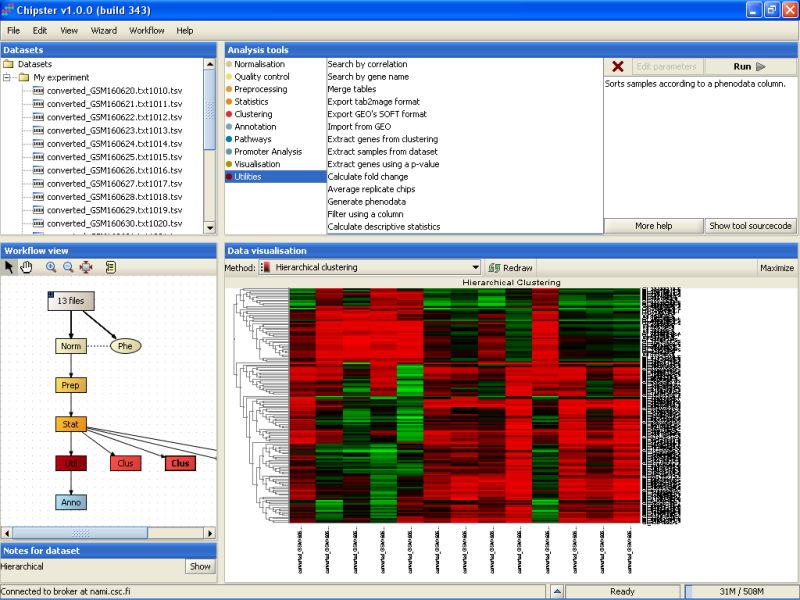 Chipster v1.0.0 (build 343)
File Edit View Wizard Workflow Help
Datasets
Datasets
My experiment
converted_GSM160620.txt1010.tsv
converted_GSM160621.txt1011.tsv
converted_GSM160622.txt1012.tsv
converted_GSM160623.txt1013.tsv
converted_GSM160624.txt1014.tsv
converted_GSM160625.txt1015.tsv
converted_GSM160626.txt1016.tsv
converted_GSM160627.txt1017.tsv
converted_GSM160628.txt1018.tsv
converted_GSM160629.txt1019.tsv
converted_GSM160630.txt1020.tsv
Analysis tools
Normalisation
Quality control
Preprocessing
Statistics
Clustering
Annotation
Pathways
Promoter Analysis
Visualisation
Utilities
Search by correlation
Search by gene name
Merge tables
Export tab2mage format
Export GEO's SOFT format
Import from GEO
Extract genes from clustering
Extract samples from dataset
Extract genes using a p-value
Calculate fold change
Average replicate chips
Generate phenodata
Filter using a column
Calculate descriptive statistics
Edit parameters Run
Sorts samples according to a phenodata column.
More help Show tool sourcecode
Workflow view
13 files
Norm Phe
Prep
Stat
Util Clus Clus
Anno
Notes for dataset
Hierarchical Show
Data visualisation
Method: Hierarchical clustering Redraw Maximize
Hierarchical Clustering
Connected to broker at nami.csc.fi Ready 31M / 508M